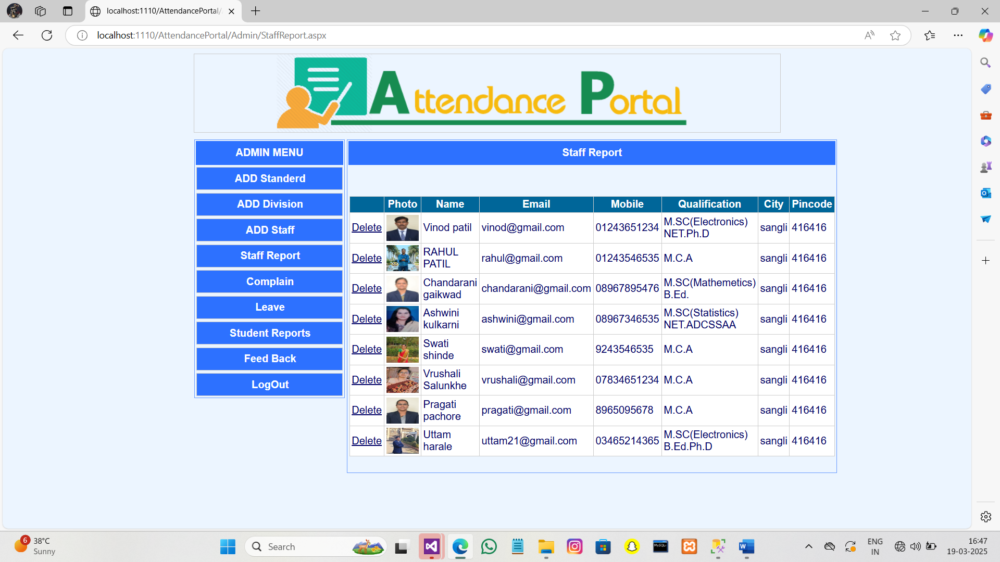 localhost:1110/AttendancePortal/
localhost:1110/AttendancePortal/Admin/StaffReport.aspx
Attendance Portal
ADMIN MENU
ADD Standerd
ADD Division
ADD Staff
Staff Report
Complain
Leave
Student Reports
Feed Back
LogOut
Staff Report
Photo Name Email Mobile Qualification City Pincode
Delete Vinod patil vinod@gmail.com 01243651234 M.SC(Electronics) NET.Ph.D sangli 416416
Delete RAHUL PATIL rahul@gmail.com 01243546535 M.C.A sangli 416416
Delete Chandarani gaikwad chandarani@gmail.com 08967895476 M.SC(Mathemetics) B.Ed. sangli 416416
Delete Ashwini kulkarni ashwini@gmail.com 08967346535 M.SC(Statistics) NET.ADCSSAA sangli 416416
Delete Swati shinde swati@gmail.com 9243546535 M.C.A sangli 416416
Delete Vrushali Salunkhe vrushali@gmail.com 07834651234 M.C.A sangli 416416
Delete Pragati pachore pragati@gmail.com 8965095678 M.C.A sangli 416416
Delete Uttam harale uttam21@gmail.com 03465214365 M.SC(Electronics) B.Ed.Ph.D sangli 416416
6
38°C
Sunny
Search
MySQL
ENG
IN
16:47
19-03-2025